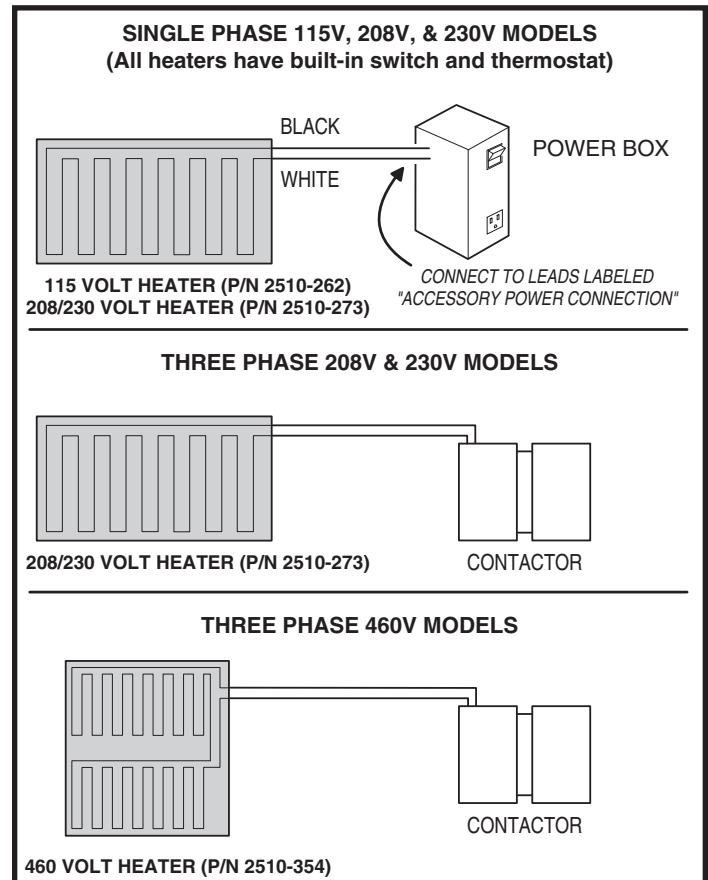 SINGLE PHASE 115V, 208V, & 230V MODELS
(All heaters have built-in switch and thermostat)
BLACK
WHITE
POWER BOX
CONNECT TO LEADS LABELED
"ACCESSORY POWER CONNECTION"
115 VOLT HEATER (P/N 2510-262)
208/230 VOLT HEATER (P/N 2510-273)
THREE PHASE 208V & 230V MODELS
208/230 VOLT HEATER (P/N 2510-273)
CONTACTOR
THREE PHASE 460V MODELS
CONTACTOR
460 VOLT HEATER (P/N 2510-354)